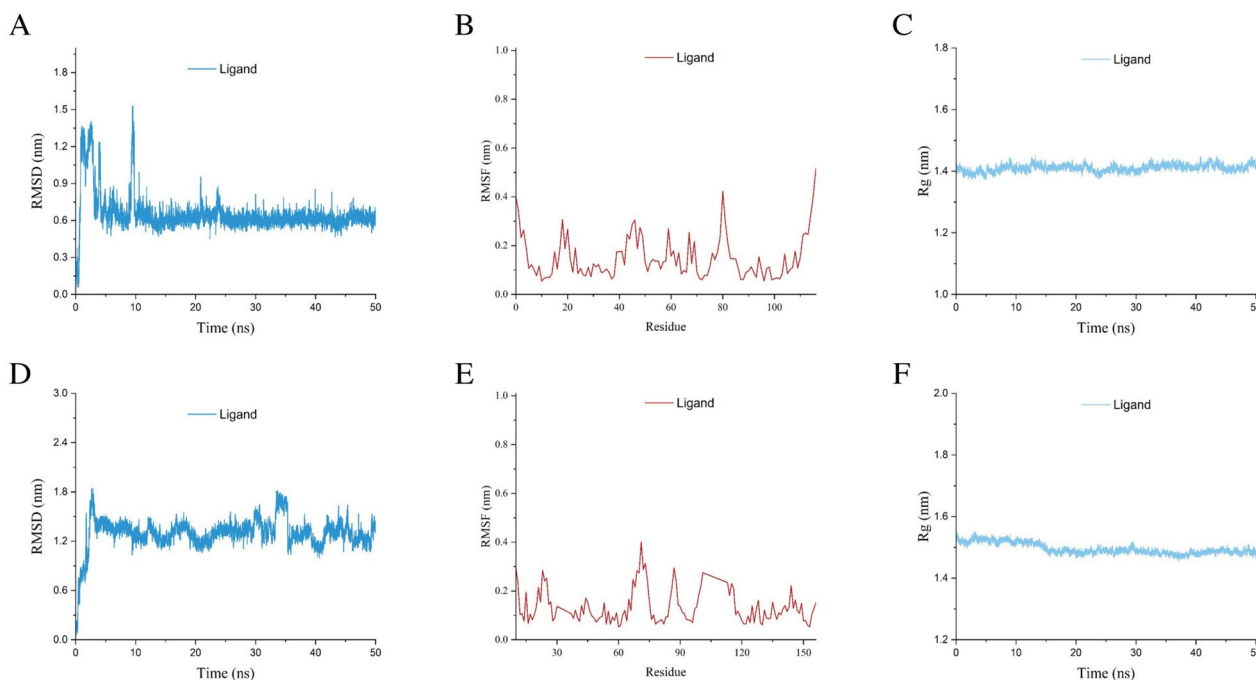 A
Ligand
RMSD (nm)
1.8
1.5
1.2
0.9
0.6
0.3
0.0
0 10 20 30 40 50
Time (ns)
B
Ligand
RMSF (nm)
1.0
0.8
0.6
0.4
0.2
0.0
0 20 40 60 80 100
Residue
C
Ligand
Rg (nm)
1.8
1.6
1.4
1.2
1.0
0 10 20 30 40 50
Time (ns)
D
Ligand
RMSD (nm)
3.0
2.4
1.8
1.2
0.6
0.0
0 10 20 30 40 50
Time (ns)
E
Ligand
RMSF (nm)
1.0
0.8
0.6
0.4
0.2
0.0
30 60 90 120 150
Residue
F
Ligand
Rg (nm)
2.0
1.8
1.6
1.4
1.2
0 10 20 30 40 50
Time (ns)